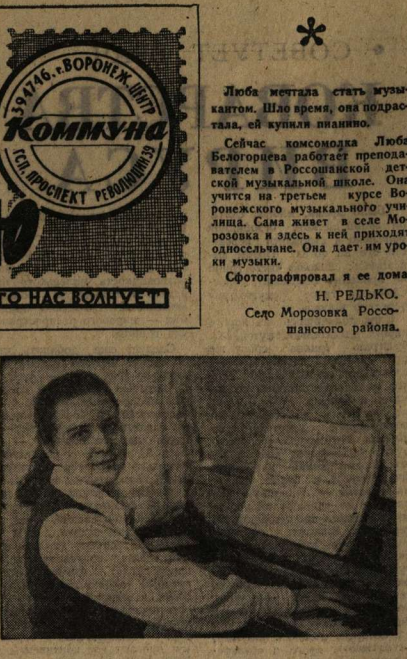 394746, г. ВОРОНЕЖ, ЦЕНТР
Коммуна
ГСП, ПРОСПЕКТ РЕВОЛЮЦИИ 39
Ю
ГО НАС ВОЛНУЕТ
*
Люба мечтала стать музы-
кантом. Шло время, она подрас-
тала, ей купили пианино.
Сейчас комсомолка Люба
Белогорцева работает препода-
вателем в Россошанской дет-
ской музыкальной школе. Она
учится на третьем курсе Во-
ронежского музыкального учи-
лища. Сама живет в селе Мо-
розовка и здесь к ней приходят
односельчане. Она дает им уро-
ки музыки.
Сфотографировал я ее дома
Н. РЕДЬКО.
Село Морозовка Россо-
шанского района.